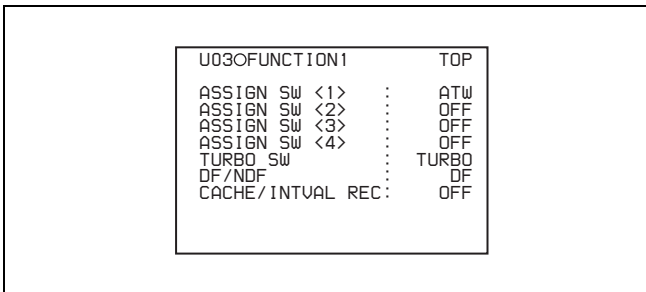 U03○FUNCTION1 TOP
ASSIGN SW <1> : ATW
ASSIGN SW <2> : OFF
ASSIGN SW <3> : OFF
ASSIGN SW <4> : OFF
TURBO SW : TURBO
DF/NDF : DF
CACHE/INTVAL REC: OFF